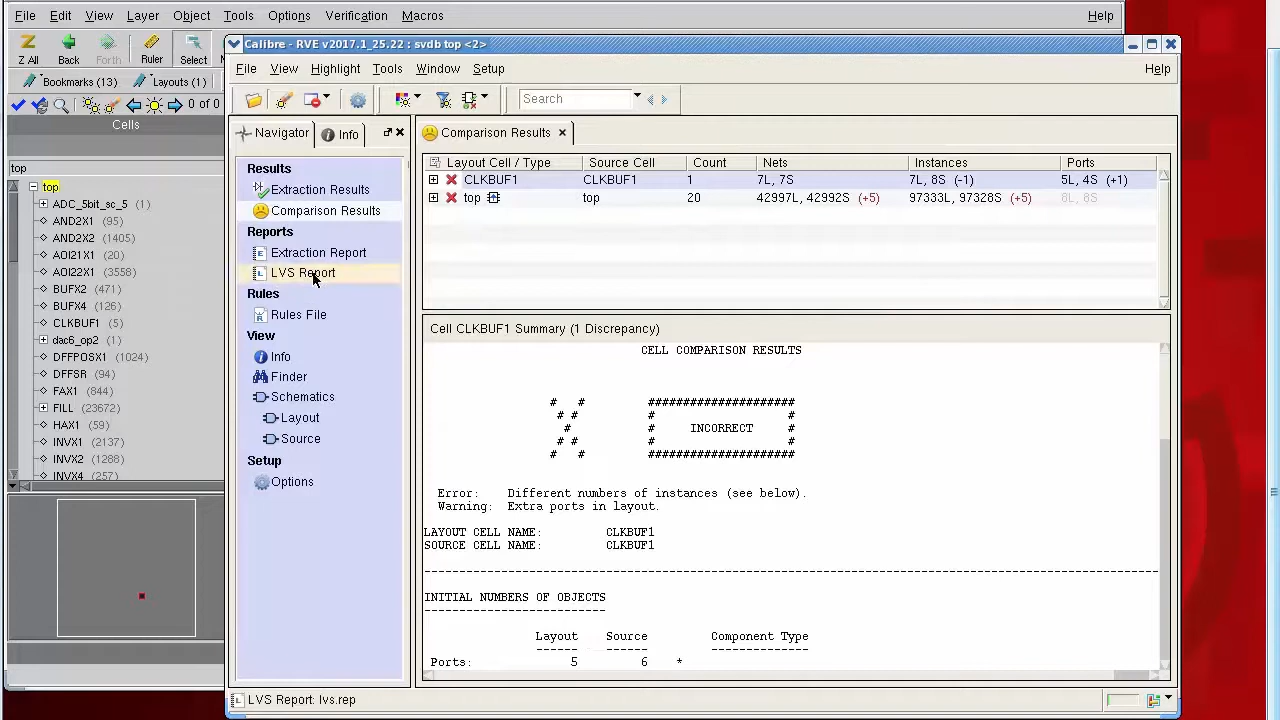 File Edit View Layer Object Tools Options Verification Macros Help
Calibre - RVE v2017.1_25.22 : svdb top <2>
Z All Back Forth Ruler Select
File View Highlight Tools Window Setup Help
Bookmarks (13) Layouts (1)
Search
0 of 0
Cells
top
top
ADC_5bit_sc_5 (1)
AND2X1 (95)
AND2X2 (1405)
AOI21X1 (20)
AOI22X1 (3558)
BUFX2 (471)
BUFX4 (126)
CLKBUF1 (5)
dac6_op2 (1)
DFFPOSX1 (1024)
DFFSR (94)
FAX1 (844)
FILL (23672)
HAX1 (59)
INVX1 (2137)
INVX2 (1288)
INVX4 (257)
Navigator Info
Results
Extraction Results
Comparison Results
Reports
Extraction Report
LVS Report
Rules
Rules File
View
Info
Finder
Schematics
Layout
Source
Setup
Options
Comparison Results
Layout Cell / Type Source Cell Count Nets Instances Ports
CLKBUF1 CLKBUF1 1 7L, 7S 7L, 8S (-1) 5L, 4S (+1)
top top 20 42997L, 42992S (+5) 97333L, 97328S (+5) 8L, 8S
Cell CLKBUF1 Summary (1 Discrepancy)
CELL COMPARISON RESULTS
# # #####################
# # # #
# # INCORRECT #
# # # #
# # #####################
Error: Different numbers of instances (see below).
Warning: Extra ports in layout.
LAYOUT CELL NAME: CLKBUF1
SOURCE CELL NAME: CLKBUF1
INITIAL NUMBERS OF OBJECTS
Layout Source Component Type
Ports: 5 6 *
LVS Report: lvs.rep